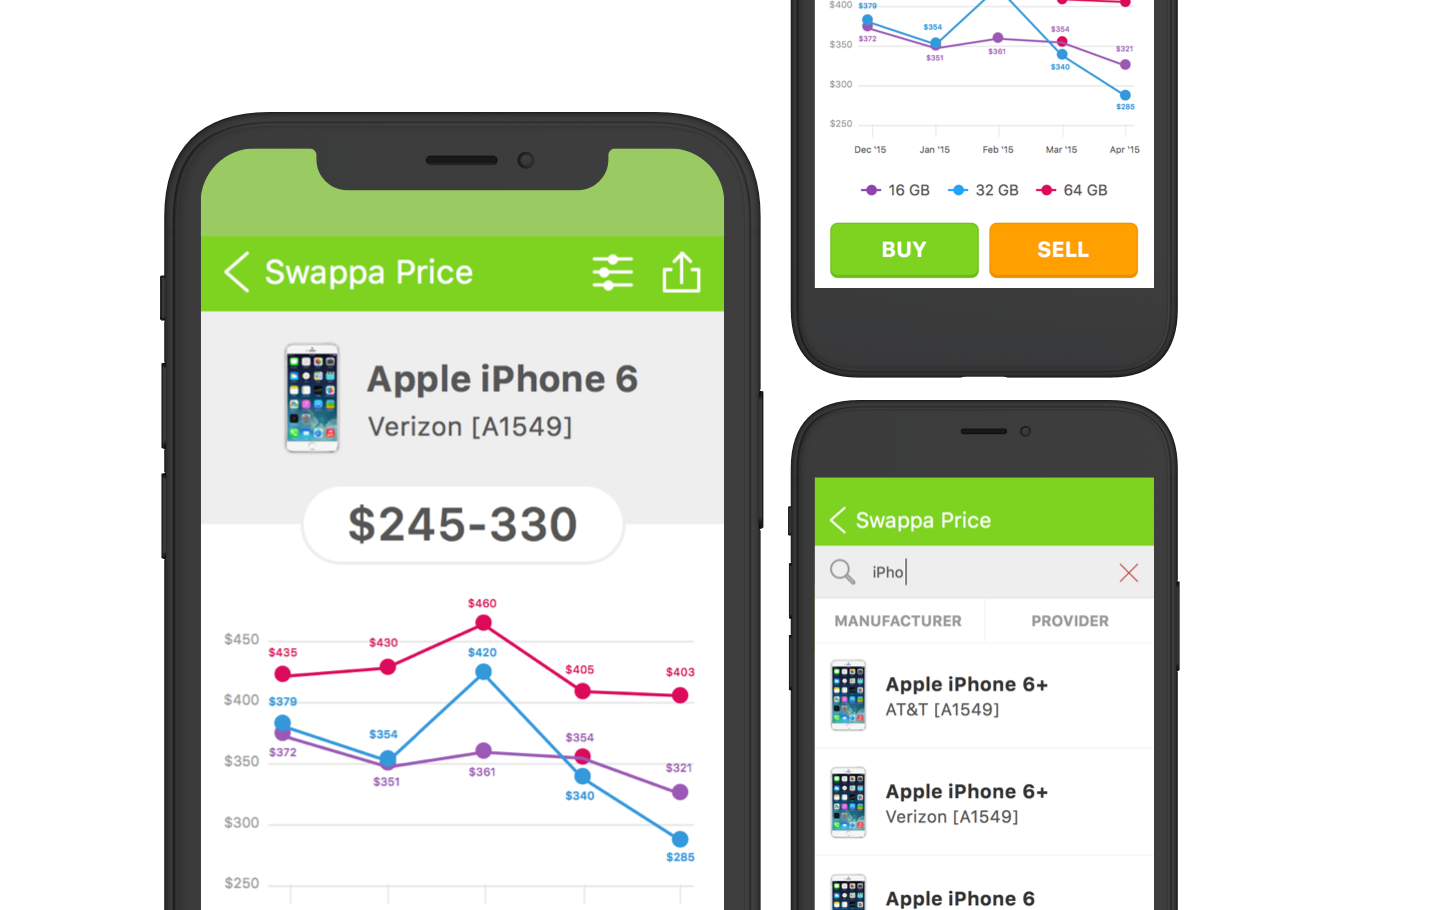 Swappa Price
Apple iPhone 6
Verizon [A1549]
$245-330
$460
$450
$430
$435
$420
$405
$403
$400
$379
$354
$354
$372
$350
$361
$321
$351
$340
$300
$285
$250
$400
$379
$354
$354
$372
$350
$321
$361
$351
$340
$300
$285
$250
Dec '15
Jan '15
Feb '15
Mar '15
Apr '15
16 GB
32 GB
64 GB
BUY
SELL
Swappa Price
iPho
MANUFACTURER
PROVIDER
Apple iPhone 6+
AT&T [A1549]
Apple iPhone 6+
Verizon [A1549]
Apple iPhone 6